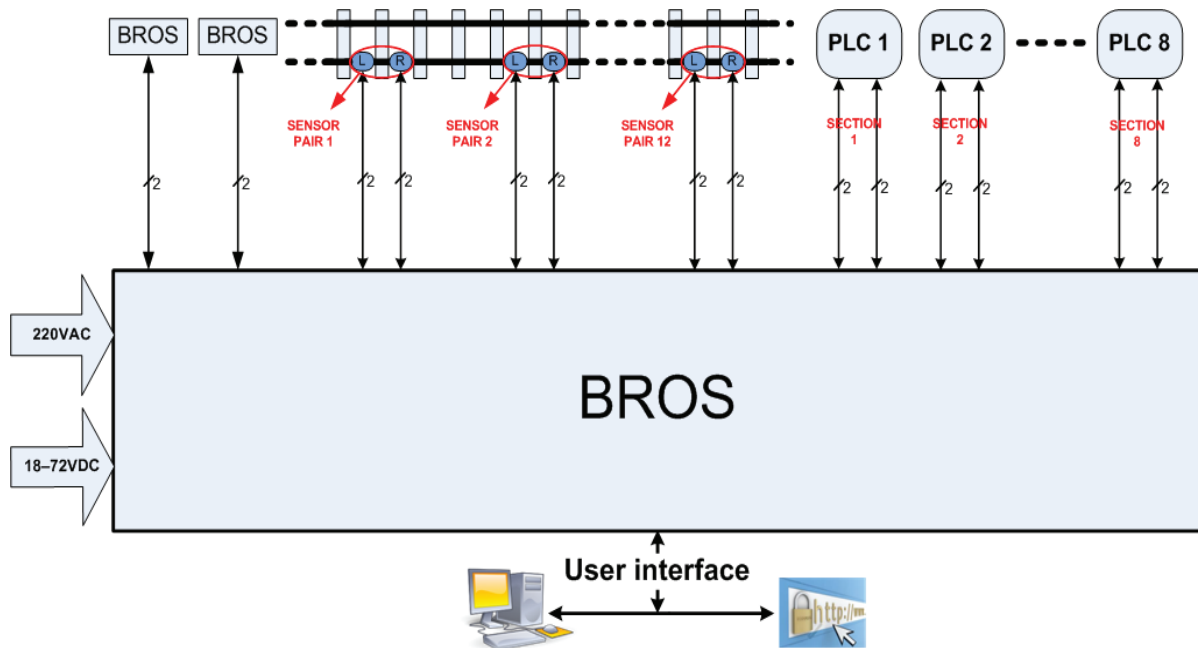 BROS
BROS
L
R
L
R
L
R
PLC 1
PLC 2
PLC 8
SENSOR
PAIR 1
SENSOR
PAIR 2
SENSOR
PAIR 12
SECTION
1
SECTION
2
SECTION
8
2
2
2
2
2
2
2
2
2
2
2
2
2
2
220VAC
18–72VDC
BROS
User interface
http://www.